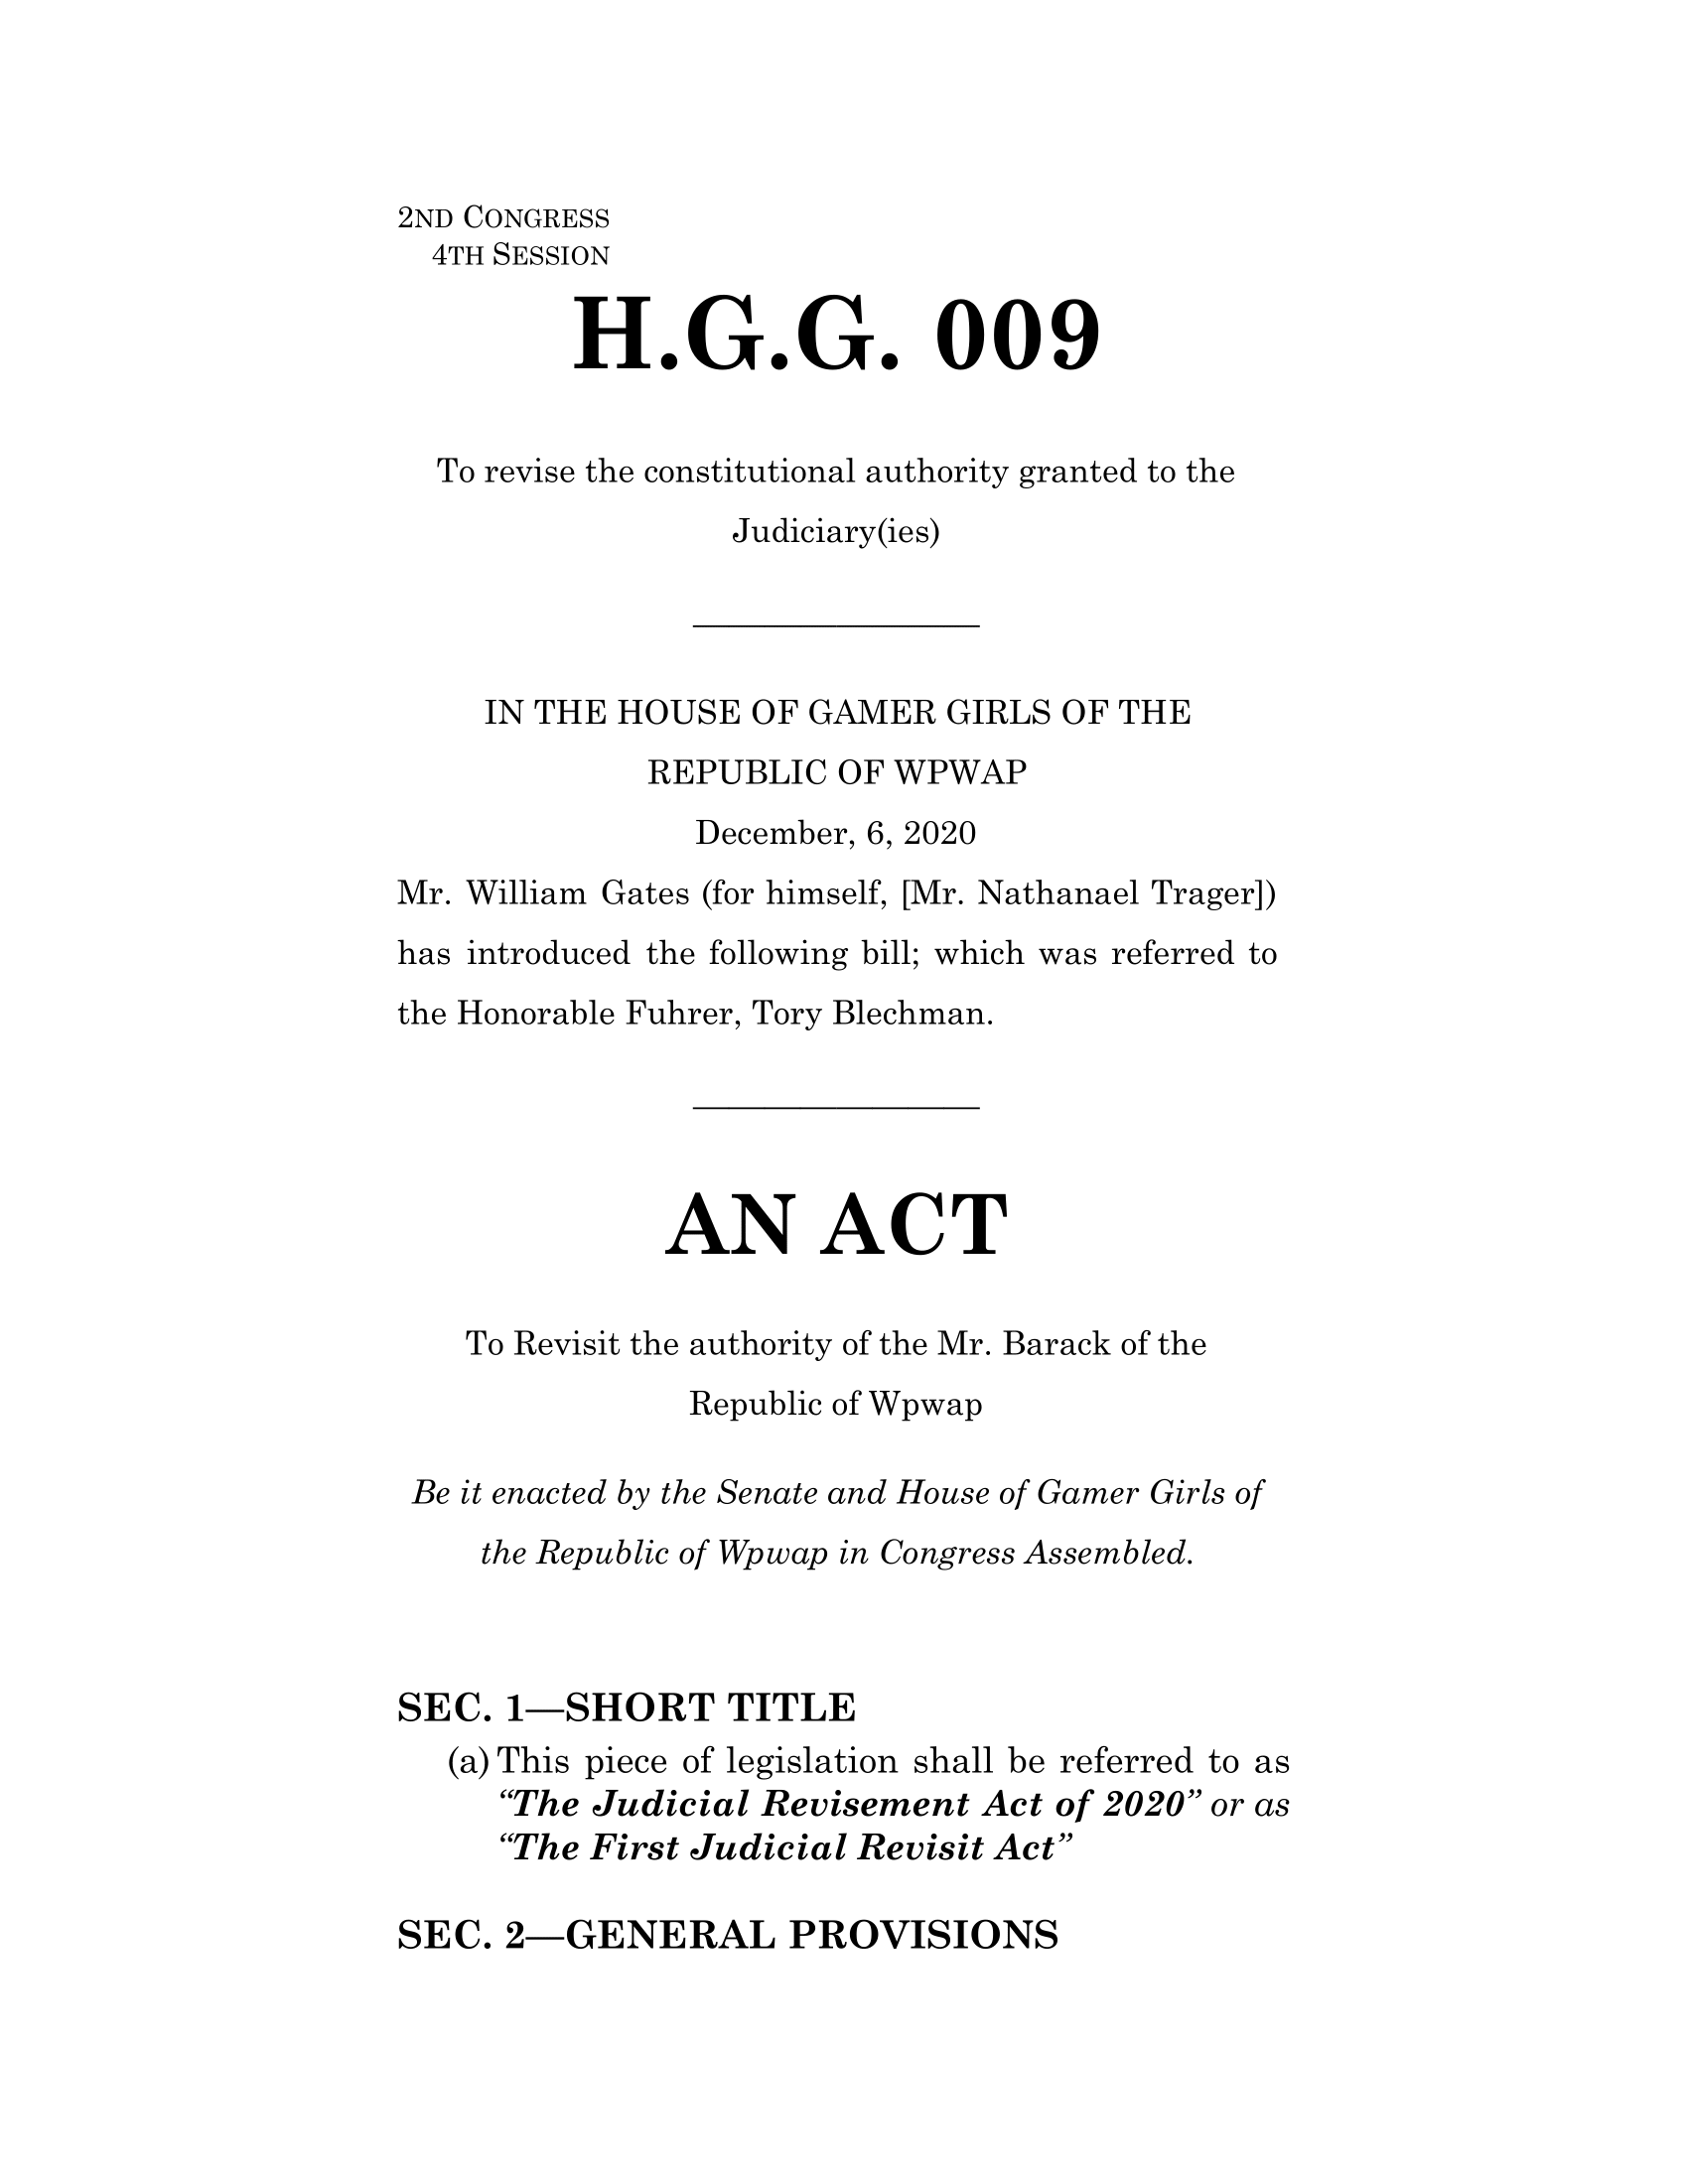 2ND CONGRESS
4TH SESSION
H.G.G. 009
To revise the constitutional authority granted to the
Judiciary(ies)
IN THE HOUSE OF GAMER GIRLS OF THE
REPUBLIC OF WPWAP
December, 6, 2020
Mr. William Gates (for himself, [Mr. Nathanael Trager])
has introduced the following bill; which was referred to
the Honorable Fuhrer, Tory Blechman.
AN ACT
To Revisit the authority of the Mr. Barack of the
Republic of Wpwap
Be it enacted by the Senate and House of Gamer Girls of
the Republic of Wpwap in Congress Assembled.
SEC. 1—SHORT TITLE
(a) This piece of legislation shall be referred to as
“The Judicial Revisement Act of 2020” or as
“The First Judicial Revisit Act”
SEC. 2—GENERAL PROVISIONS